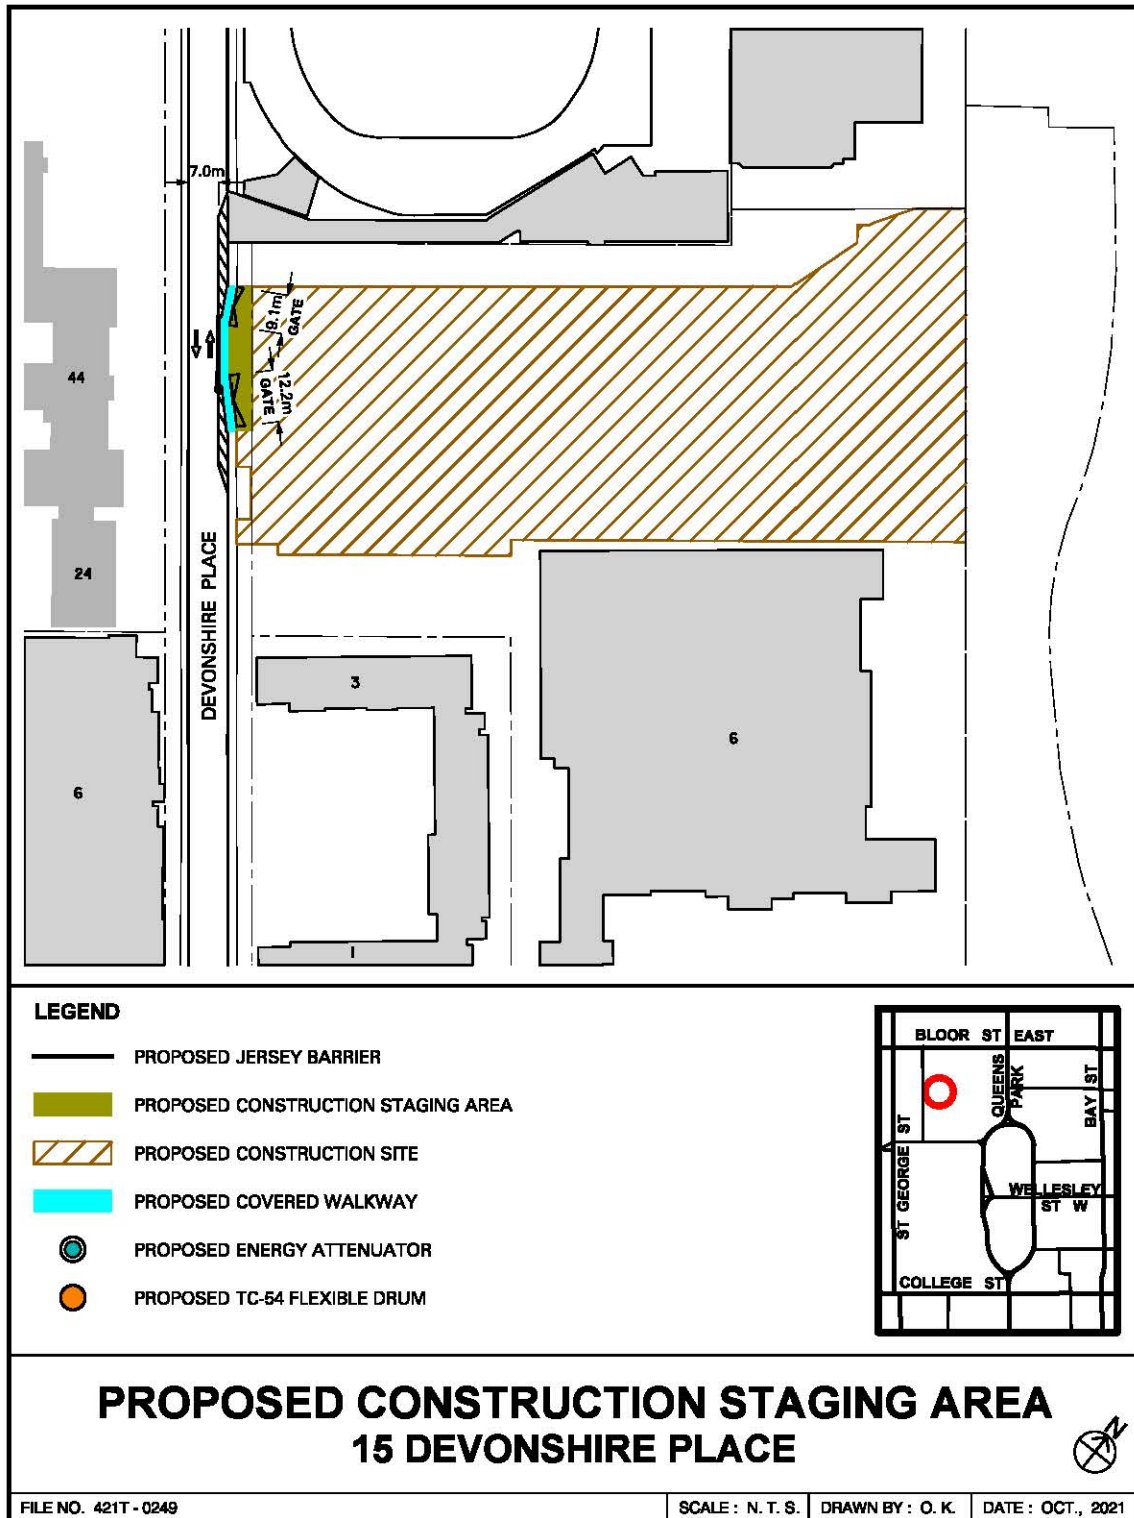 7.0m
9.1m
GATE
12.2m
GATE
44
24
DEVONSHIRE PLACE
3
6
6
1
LEGEND
PROPOSED JERSEY BARRIER
PROPOSED CONSTRUCTION STAGING AREA
PROPOSED CONSTRUCTION SITE
PROPOSED COVERED WALKWAY
PROPOSED ENERGY ATTENUATOR
PROPOSED TC-54 FLEXIBLE DRUM
BLOOR ST EAST
QUEENS
PARK
BAY ST
ST GEORGE ST
WELLESLEY
ST W
COLLEGE ST
PROPOSED CONSTRUCTION STAGING AREA
15 DEVONSHIRE PLACE
N
FILE NO. 421T - 0249
SCALE : N. T. S.
DRAWN BY : O. K.
DATE : OCT., 2021